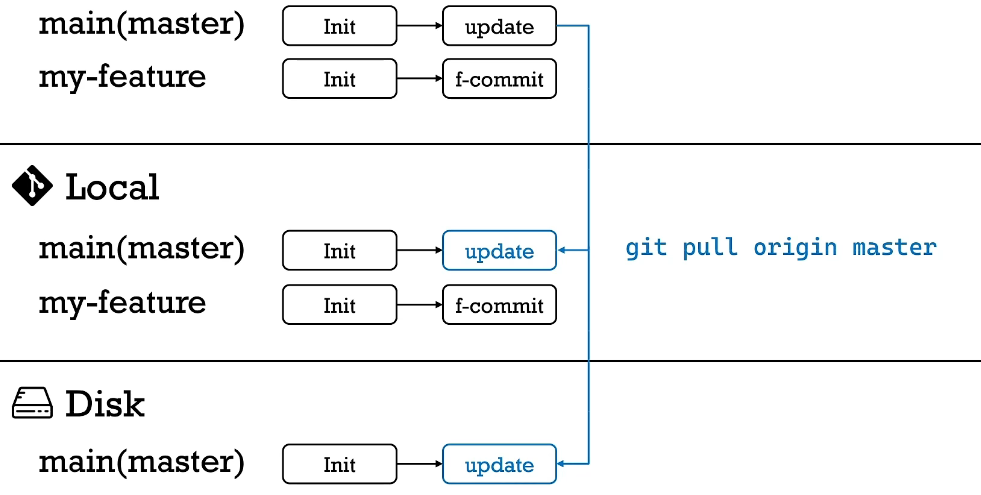 main(master) Init update
my-feature Init f-commit
Local
main(master) Init update
git pull origin master
my-feature Init f-commit
Disk
main(master) Init update